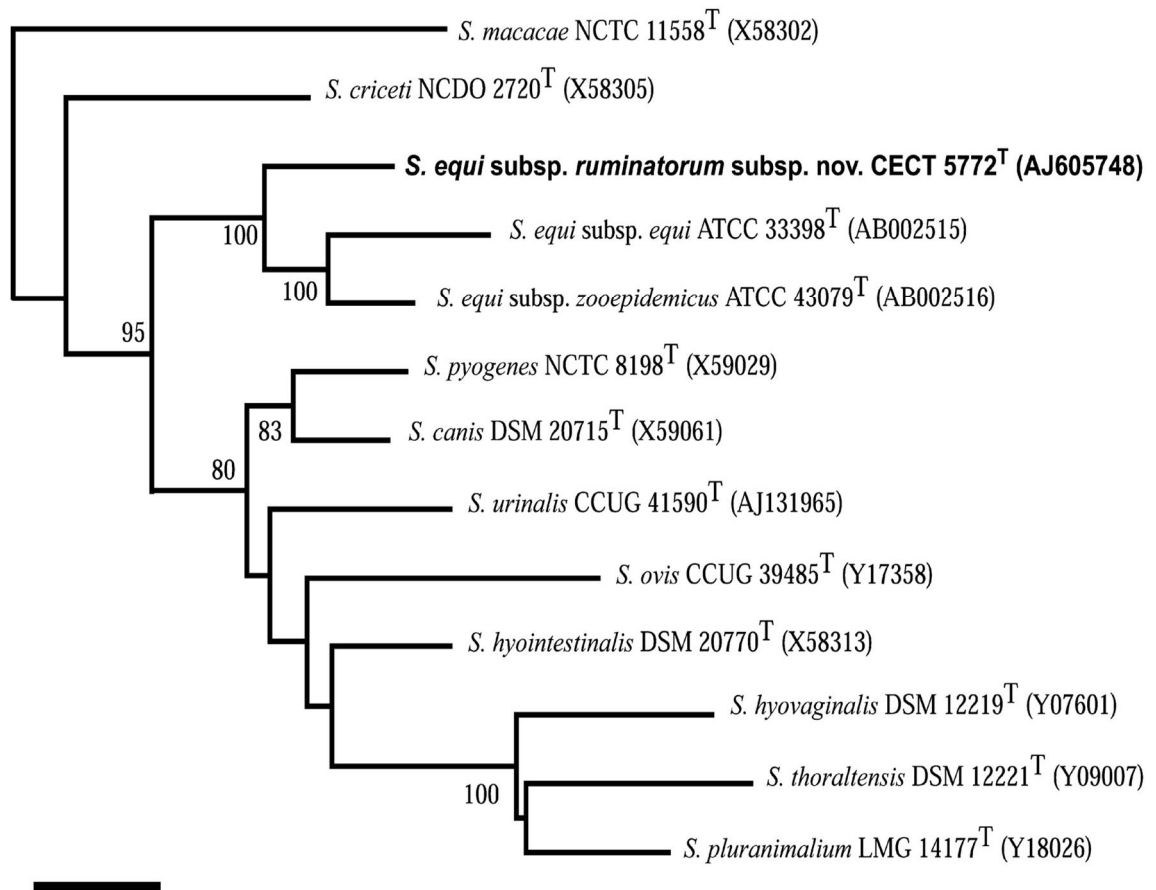 S. macacae NCTC 11558T (X58302)
S. criceti NCDO 2720T (X58305)
S. equi subsp. ruminatorum subsp. nov. CECT 5772T (AJ605748)
100
S. equi subsp. equi ATCC 33398T (AB002515)
100
S. equi subsp. zooepidemicus ATCC 43079T (AB002516)
95
S. pyogenes NCTC 8198T (X59029)
83
S. canis DSM 20715T (X59061)
80
S. urinalis CCUG 41590T (AJ131965)
S. ovis CCUG 39485T (Y17358)
S. hyointestinalis DSM 20770T (X58313)
S. hyovaginalis DSM 12219T (Y07601)
S. thoraltensis DSM 12221T (Y09007)
100
S. pluranimalium LMG 14177T (Y18026)